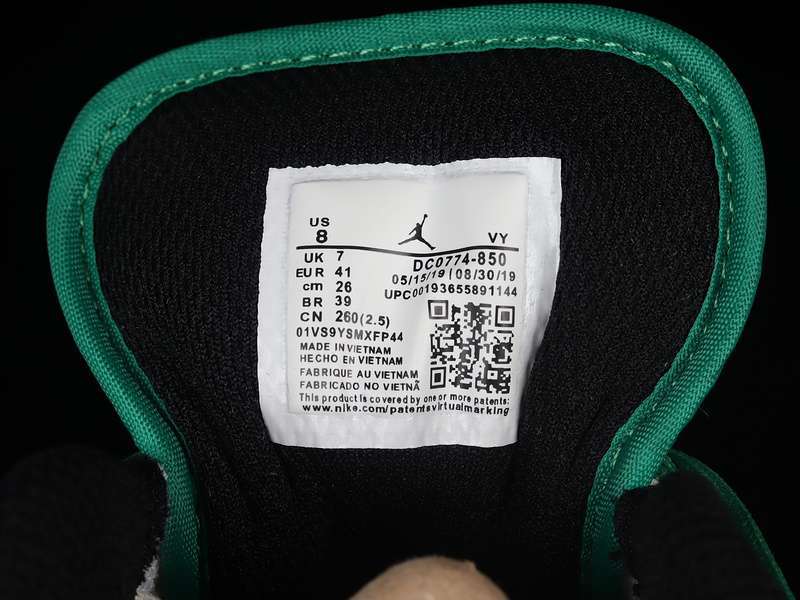 US
8
VY
UK 7
EUR 41
cm 26
BR 39
CN 260(2.5)
DC0774-850
05/15/19 | 08/30/19
UPC00193655891144
01VS9YSMXFP44
MADE IN VIETNAM
HECHO EN VIETNAM
FABRIQUE AU VIETNAM
FABRICADO NO VIETNÃ
This product is covered by one or more patents:
www.nike.com/patentsvirtualmarking